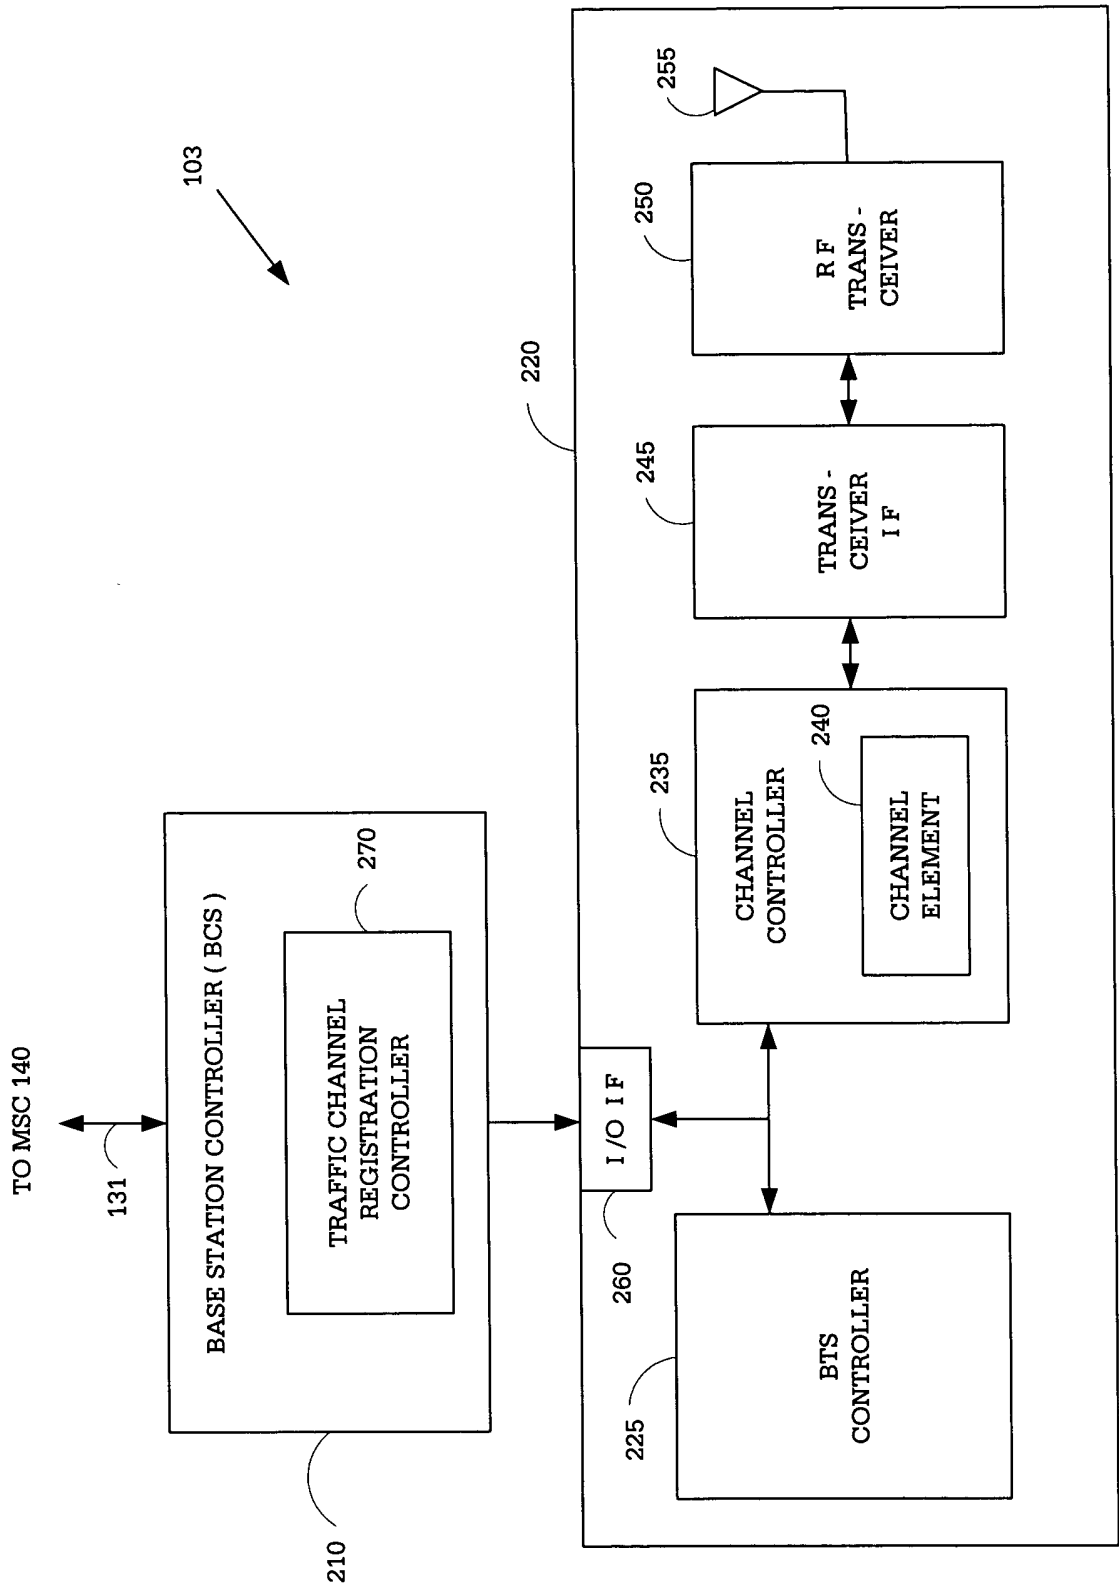 TO MSC 140
131
103
BASE STATION CONTROLLER ( BCS )
TRAFFIC CHANNEL
REGISTRATION
CONTROLLER
270
210
220
I/O I F
260
225
BTS
CONTROLLER
235
CHANNEL
CONTROLLER
240
CHANNEL
ELEMENT
245
TRANS -
CEIVER
I F
250
R F
TRANS -
CEIVER
255